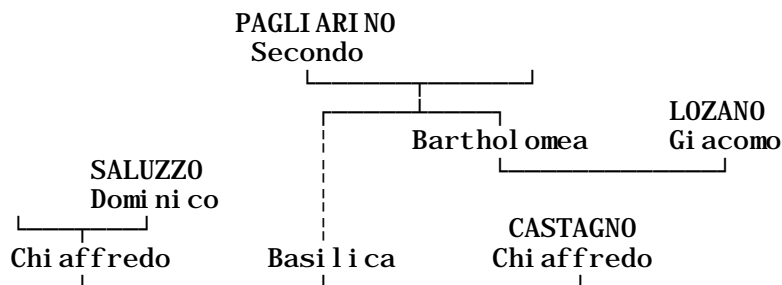 PAGLIARINO
Secondo
LOZANO
Bartholomea Giacomo
SALUZZO
Dominico
CASTAGNO
Chiaffredo Basilica Chiaffredo